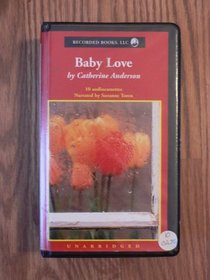 RECORDED BOOKS, LLC
Baby Love
by Catherine Anderson
10 audiocassettes
Narrated by Suzanne Toren
UNABRIDGED